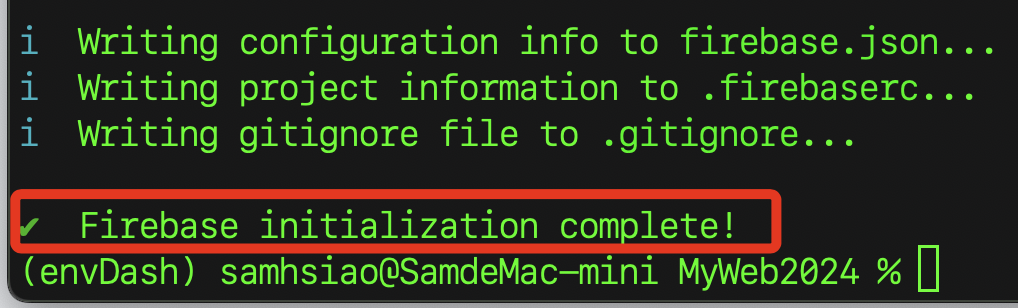 i  Writing configuration info to firebase.json...
i  Writing project information to .firebaserc...
i  Writing gitignore file to .gitignore...
✔  Firebase initialization complete!
(envDash) samhsiao@SamdeMac-mini MyWeb2024 %